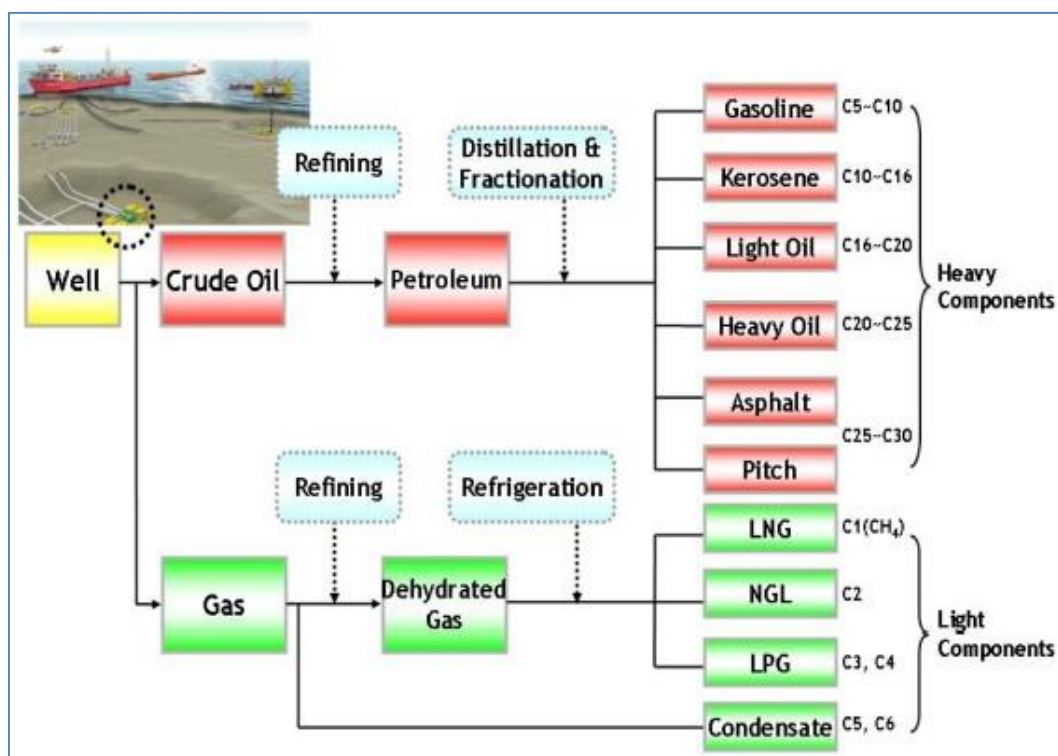 Refining
Distillation &
Fractionation
Well
Crude Oil
Petroleum
Gasoline
C5~C10
Kerosene
C10~C16
Light Oil
C16~C20
Heavy Oil
C20~C25
Asphalt
C25~C30
Pitch
Heavy
Components
Refining
Refrigeration
Gas
Dehydrated
Gas
LNG
C1(CH₄)
NGL
C2
LPG
C3, C4
Condensate
C5, C6
Light
Components